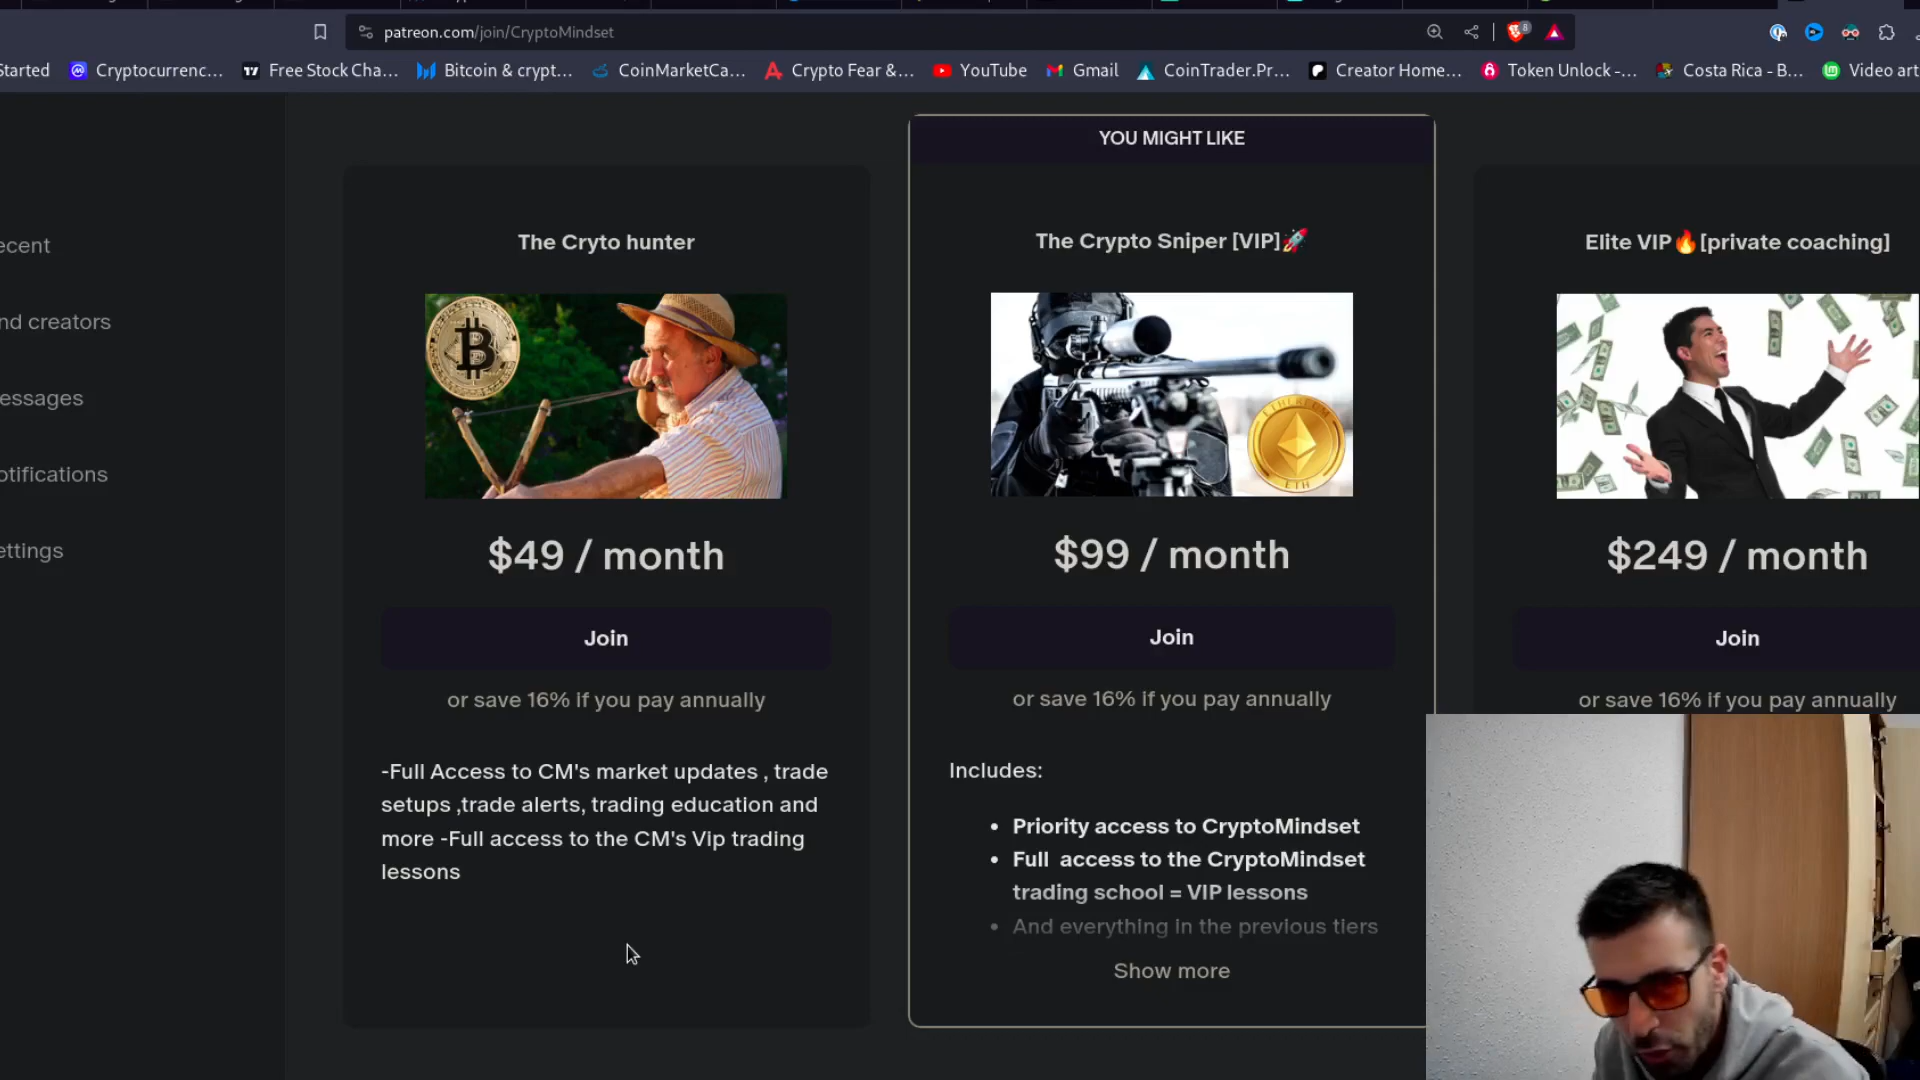 patreon.com/join/CryptoMindset
8
Started
Cryptocurrenc...
Free Stock Cha...
Bitcoin & crypt...
CoinMarketCa...
Crypto Fear &...
YouTube
Gmail
CoinTrader.Pr...
Creator Home...
Token Unlock -...
Costa Rica - B...
Video art
ecent
nd creators
essages
otifications
ettings
The Cryto hunter
$49 / month
Join
or save 16% if you pay annually
-Full Access to CM's market updates , trade
setups ,trade alerts, trading education and
more -Full access to the CM's Vip trading
lessons
YOU MIGHT LIKE
The Crypto Sniper [VIP]🚀
ETHEREUM
ETH
$99 / month
Join
or save 16% if you pay annually
Includes:
• Priority access to CryptoMindset
• Full access to the CryptoMindset
trading school = VIP lessons
• And everything in the previous tiers
Show more
Elite VIP🔥[private coaching]
$249 / month
Join
or save 16% if you pay annually